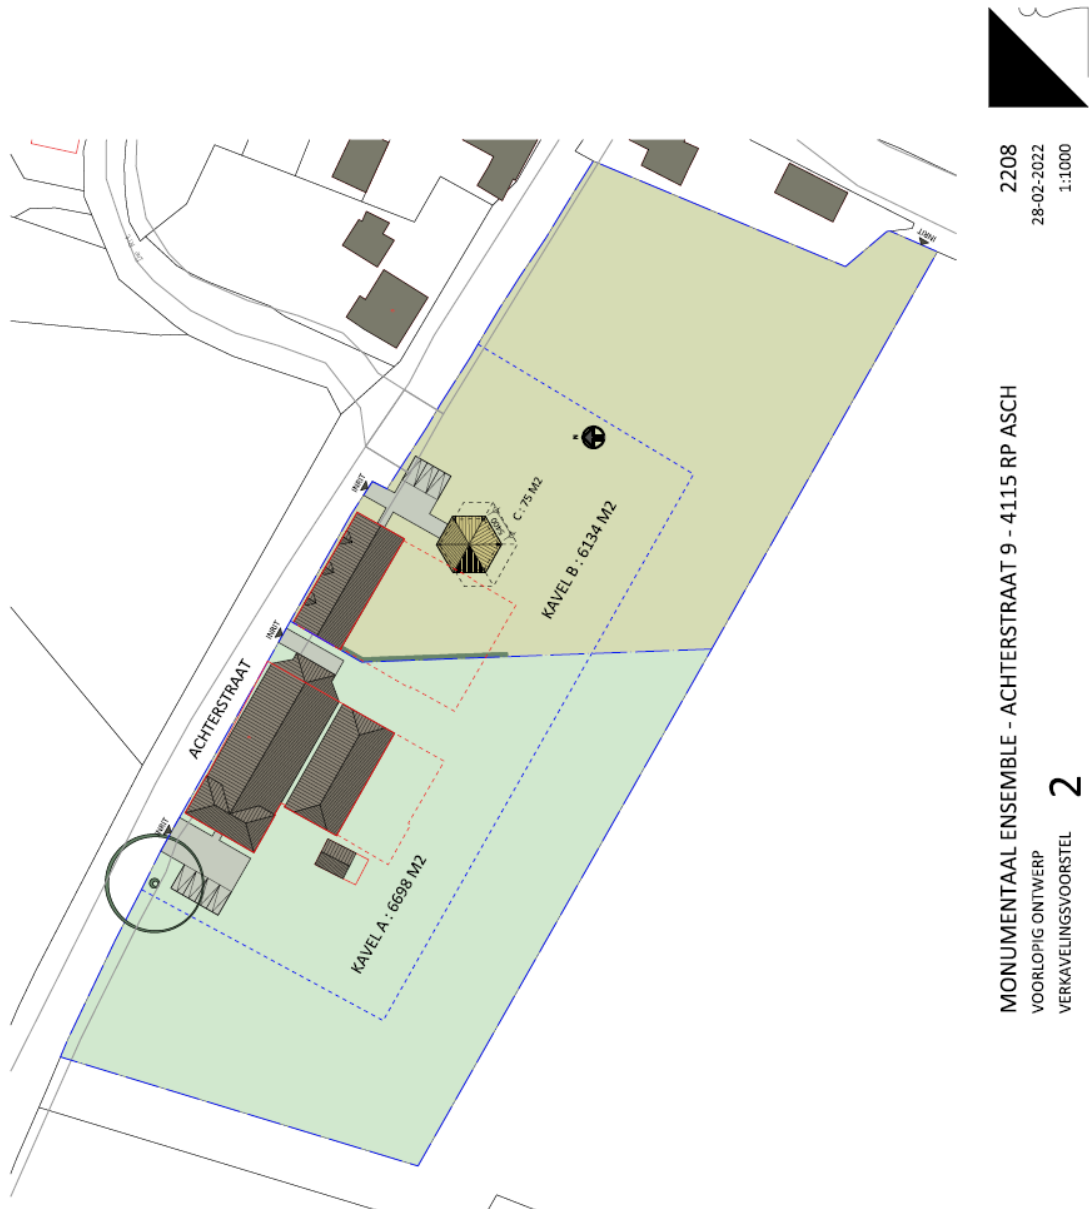 2208
28-02-2022
1:1000
MONUMENTAAL ENSEMBLE - ACHTERSTRAAT 9 - 4115 RP ASCH
VOORLOPIG ONTWERP
VERKAVELINGSVOORSTEL 2
INRIT
INRIT
INRIT
INRIT
ACHTERSTRAAT
N
C : 75 M2
5400
KAVEL B : 6134 M2
KAVEL A : 6698 M2